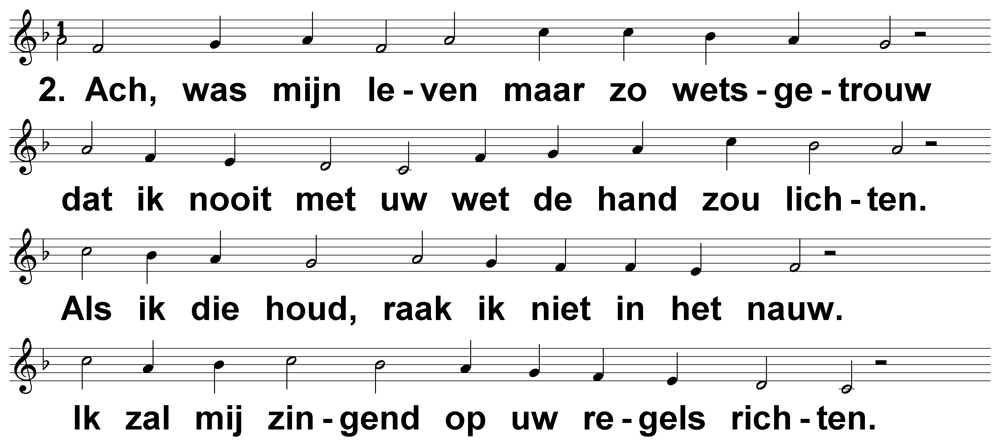 1
2. Ach, was mijn le - ven maar zo wets - ge - trouw
dat ik nooit met uw wet de hand zou lich - ten.
Als ik die houd, raak ik niet in het nauw.
Ik zal mij zin - gend op uw re - gels rich - ten.